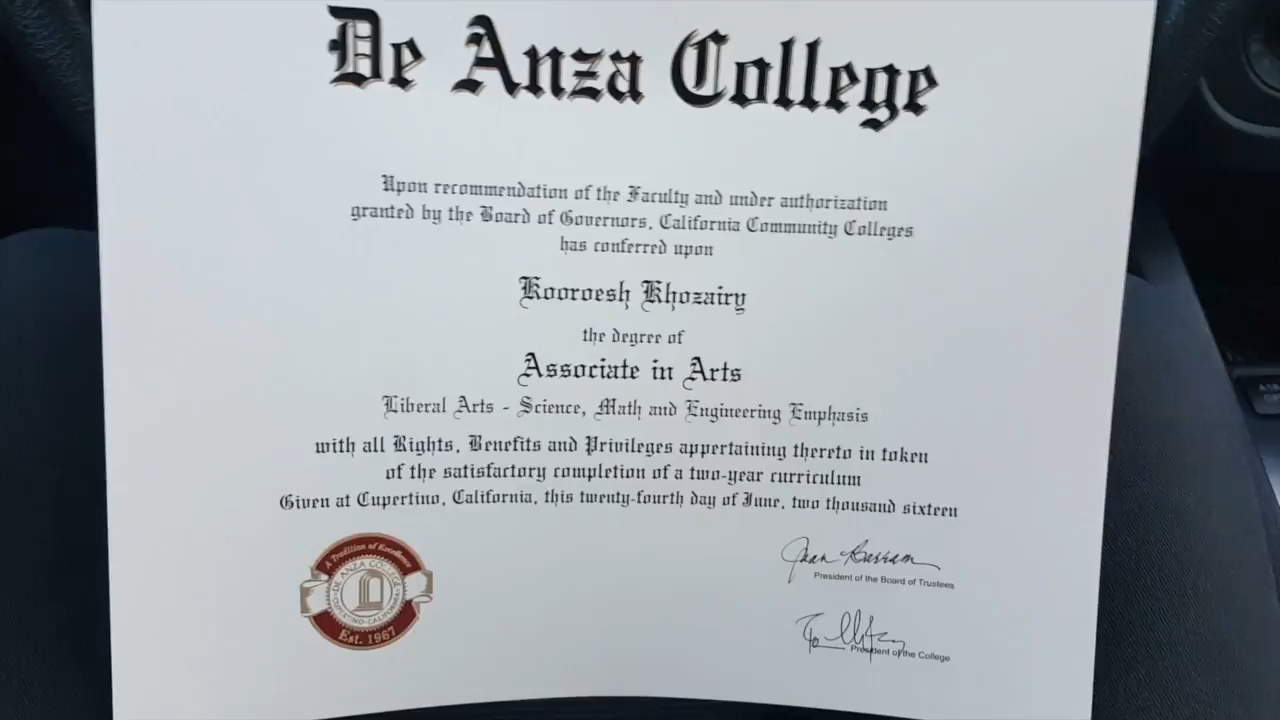 De Anza College
Upon recommendation of the Faculty and under authorization
granted by the Board of Governors, California Community Colleges
has conferred upon
Kooroesh Khozairy
the degree of
Associate in Arts
Liberal Arts - Science, Math and Engineering Emphasis
with all Rights, Benefits and Privileges appertaining thereto in token
of the satisfactory completion of a two-year curriculum
Given at Cupertino, California, this twenty-fourth day of June, two thousand sixteen
A Tradition of Excellence
DE ANZA COLLEGE
CUPERTINO-CALIFORNIA
Est. 1967
Joan Barram
President of the Board of Trustees
President of the College